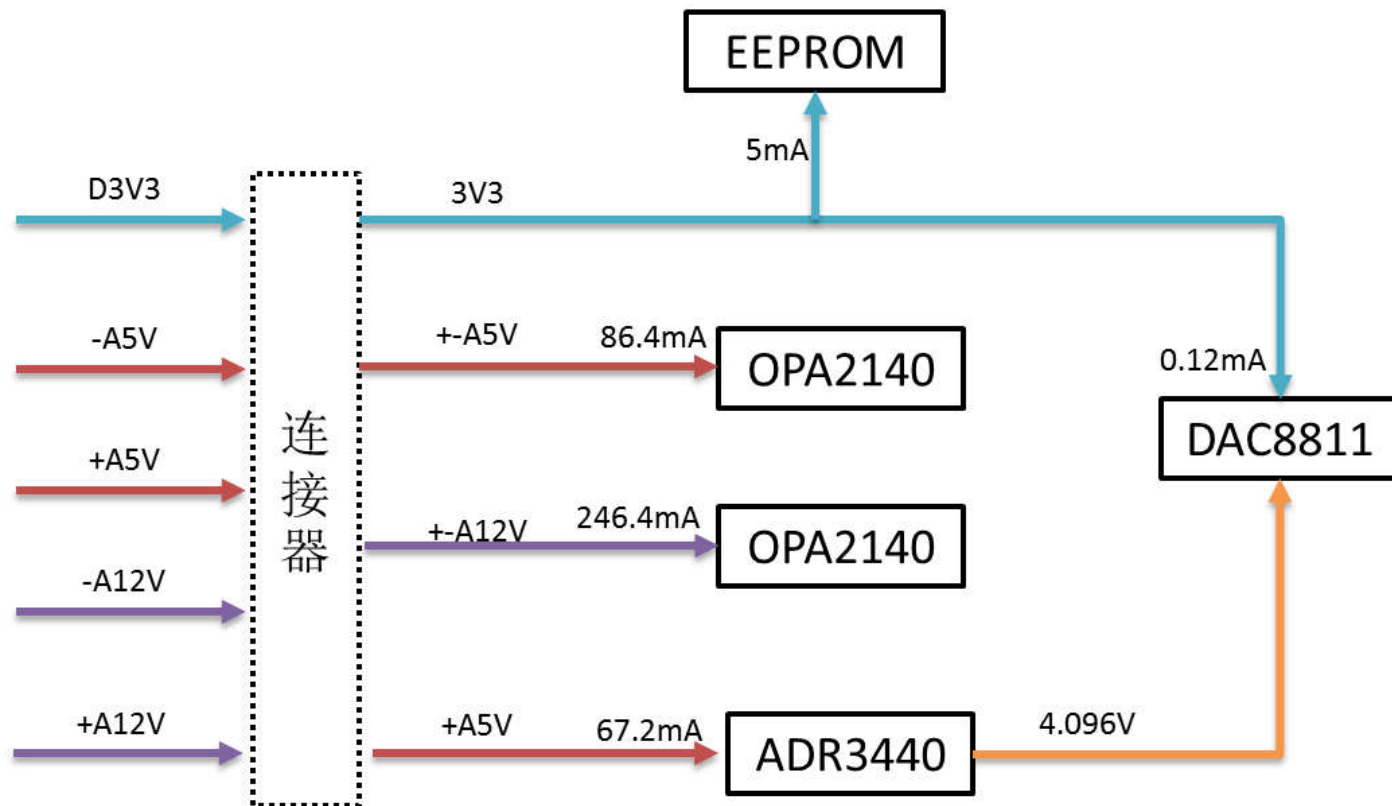 EEPROM
5mA
D3V3
3V3
-A5V
+-A5V
86.4mA
OPA2140
0.12mA
DAC8811
+A5V
连接器
+-A12V
246.4mA
OPA2140
-A12V
+A12V
+A5V
67.2mA
ADR3440
4.096V